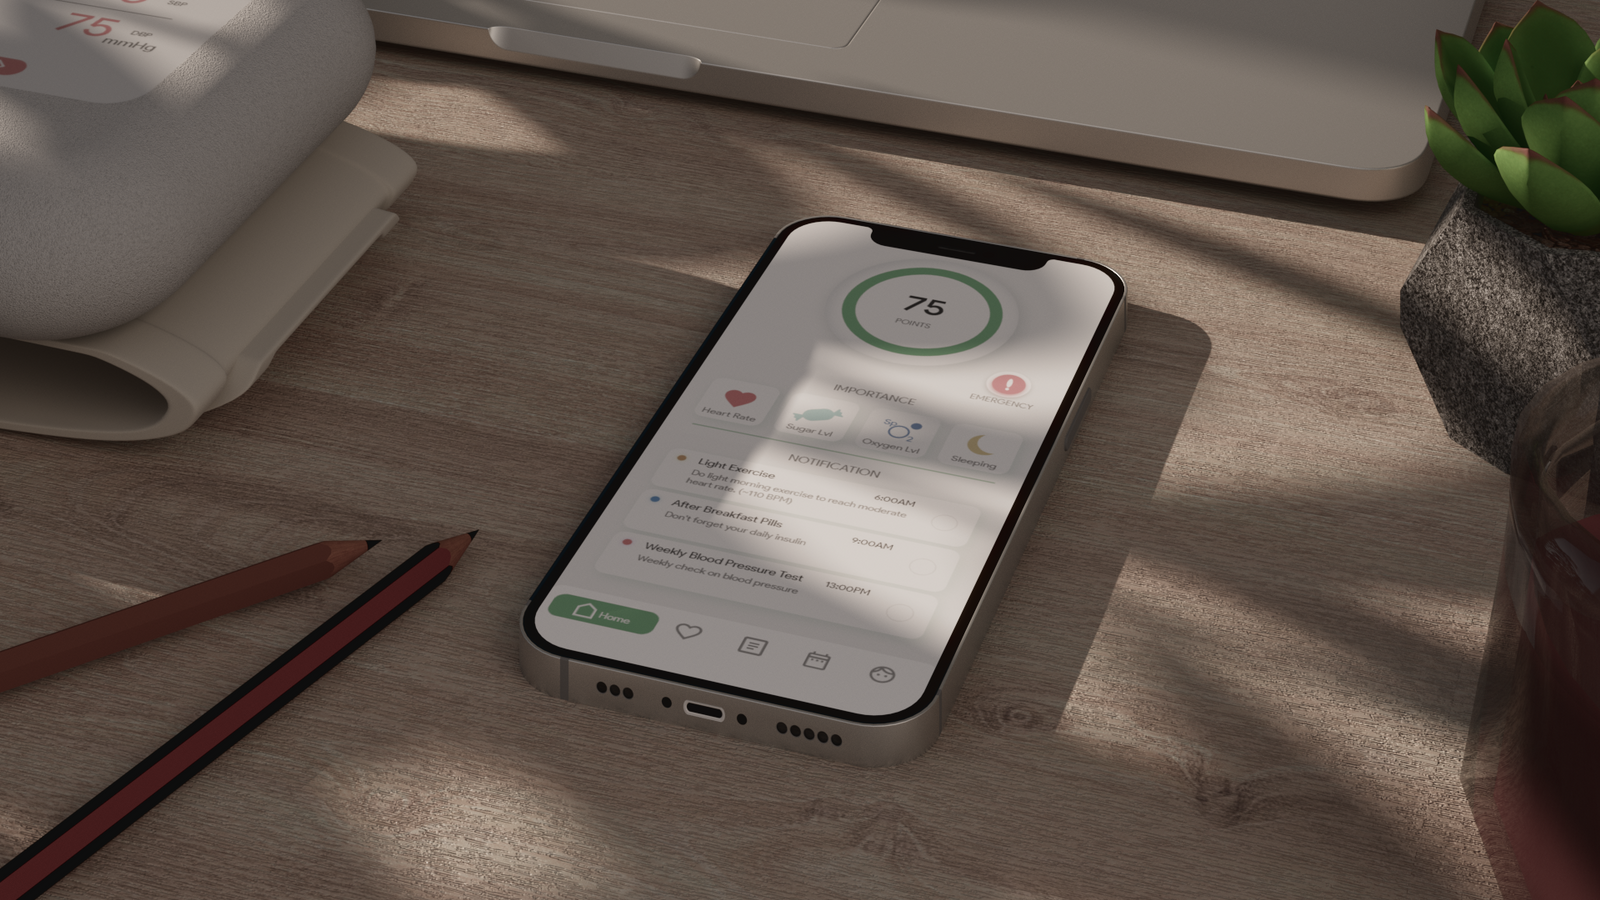 SBP
75
DBP
mmHg
75
POINTS
EMERGENCY
IMPORTANCE
Heart Rate
Sugar Lvl
O
2
Oxygen Lvl
Sleeping
NOTIFICATION
Light Exercise
6:00AM
Do light morning exercise to reach moderate
heart rate. (~110 BPM)
After Breakfast Pills
9:00AM
Don't forget your daily insulin
Weekly Blood Pressure Test
13:00PM
Weekly check on blood pressure
Home